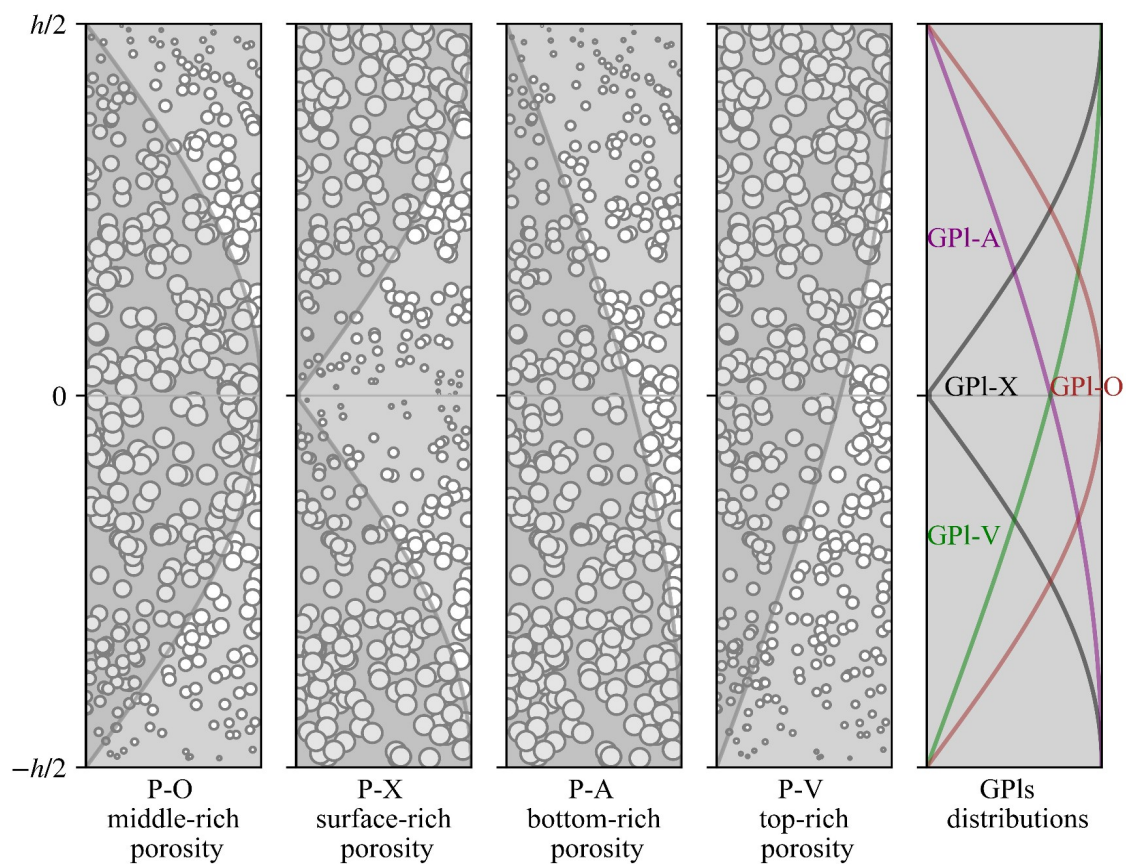 h/2
0
−h/2
P-O
middle-rich
porosity
P-X
surface-rich
porosity
P-A
bottom-rich
porosity
P-V
top-rich
porosity
GPl-A
GPl-X
GPl-O
GPl-V
GPls
distributions